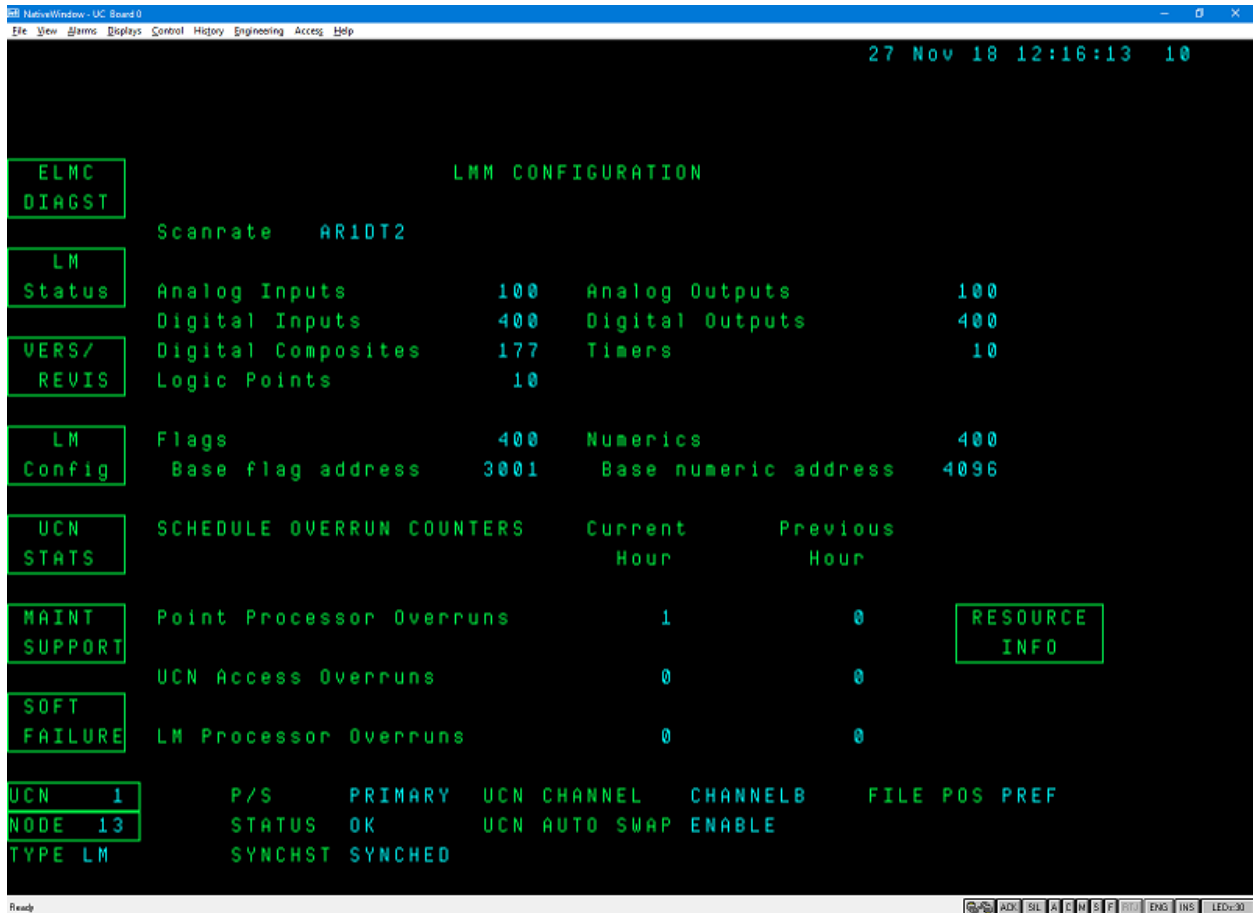 NativeWindow - UC Board 0
File View Alarms Displays Control History Engineering Access Help
27 Nov 18 12:16:13 10
ELMC LMM CONFIGURATION
DIAGST
Scanrate AR1DT2
LM
Status Analog Inputs 100 Analog Outputs 100
Digital Inputs 400 Digital Outputs 400
VERS/ Digital Composites 177 Timers 10
REVIS Logic Points 10
LM Flags 400 Numerics 400
Config Base flag address 3001 Base numeric address 4096
UCN SCHEDULE OVERRUN COUNTERS Current Previous
STATS Hour Hour
MAINT Point Processor Overruns 1 0 RESOURCE
SUPPORT INFO
UCN Access Overruns 0 0
SOFT
FAILURE LM Processor Overruns 0 0
UCN 1 P/S PRIMARY UCN CHANNEL CHANNELB FILE POS PREF
NODE 13 STATUS OK UCN AUTO SWAP ENABLE
TYPE LM SYNCHST SYNCHED
Ready ACK SIL A C M S F RTJ ENG INS LEDs:30